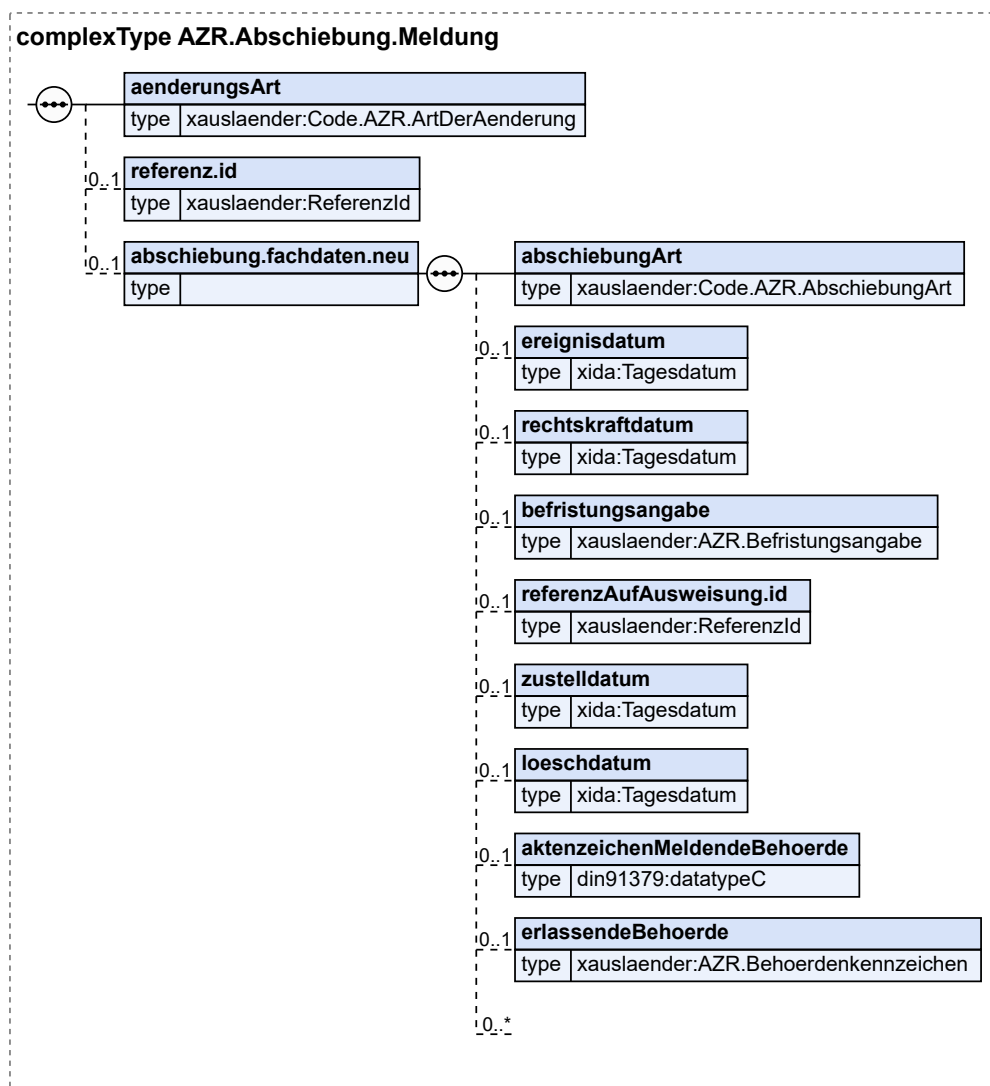 complexType AZR.Abschiebung.Meldung
aenderungsArt
type xauslaender:Code.AZR.ArtDerAenderung
0..1 referenz.id
type xauslaender:ReferenzId
0..1 abschiebung.fachdaten.neu
type
abschiebungArt
type xauslaender:Code.AZR.AbschiebungArt
0..1 ereignisdatum
type xida:Tagesdatum
0..1 rechtskraftdatum
type xida:Tagesdatum
0..1 befristungsangabe
type xauslaender:AZR.Befristungsangabe
0..1 referenzAufAusweisung.id
type xauslaender:ReferenzId
0..1 zustelldatum
type xida:Tagesdatum
0..1 loeschdatum
type xida:Tagesdatum
0..1 aktenzeichenMeldendeBehoerde
type din91379:datatypeC
0..1 erlassendeBehoerde
type xauslaender:AZR.Behoerdenkennzeichen
0..*